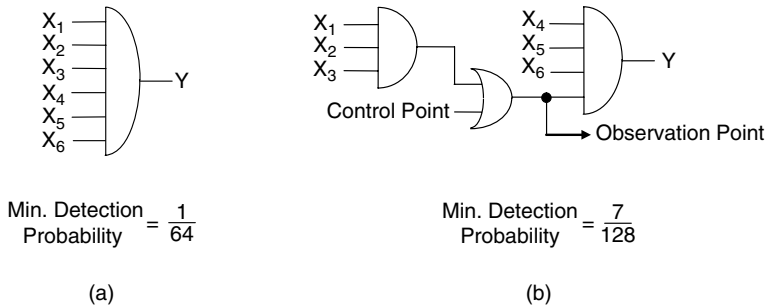 X1
X2
X3
X4
X5
X6
Y
Min. Detection
Probability = 1/64
(a)
X1
X2
X3
Control Point
X4
X5
X6
Y
Observation Point
Min. Detection
Probability = 7/128
(b)